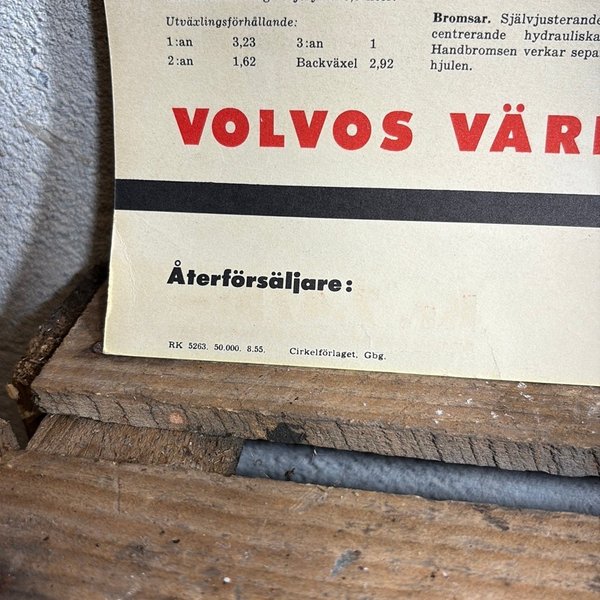 Utväxlingsförhållande:
1:an 3,23 3:an 1
2:an 1,62 Backväxel 2,92
Bromsar. Självjusterande
centrerande hydrauliska
Handbromsen verkar sepa
hjulen.
VOLVOS VÄR
Återförsäljare:
RK 5263. 50.000. 8.55. Cirkelförlaget, Gbg.